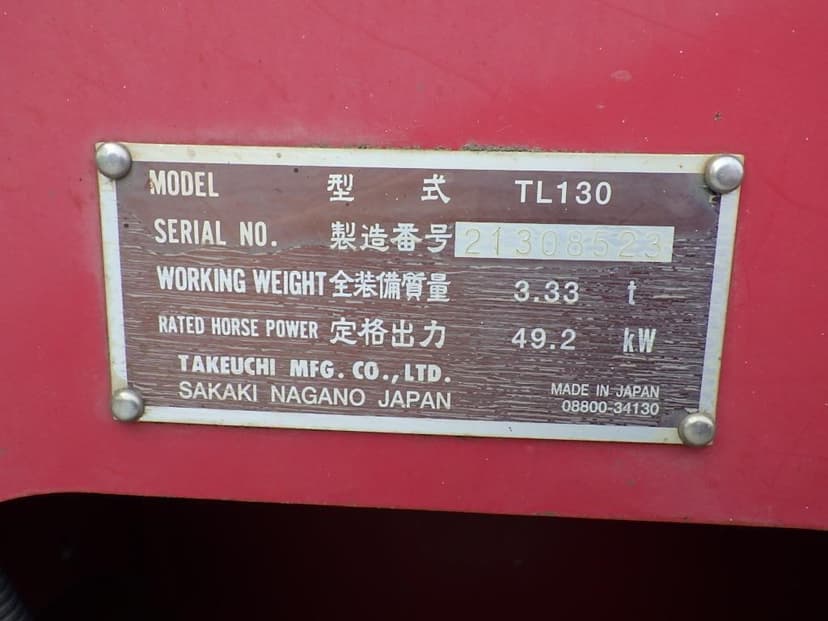 MODEL 型式 TL130
SERIAL NO. 製造番号 21308523
WORKING WEIGHT 全装備質量 3.33 t
RATED HORSE POWER 定格出力 49.2 kW
TAKEUCHI MFG. CO., LTD.
SAKAKI NAGANO JAPAN
MADE IN JAPAN
08800-34130